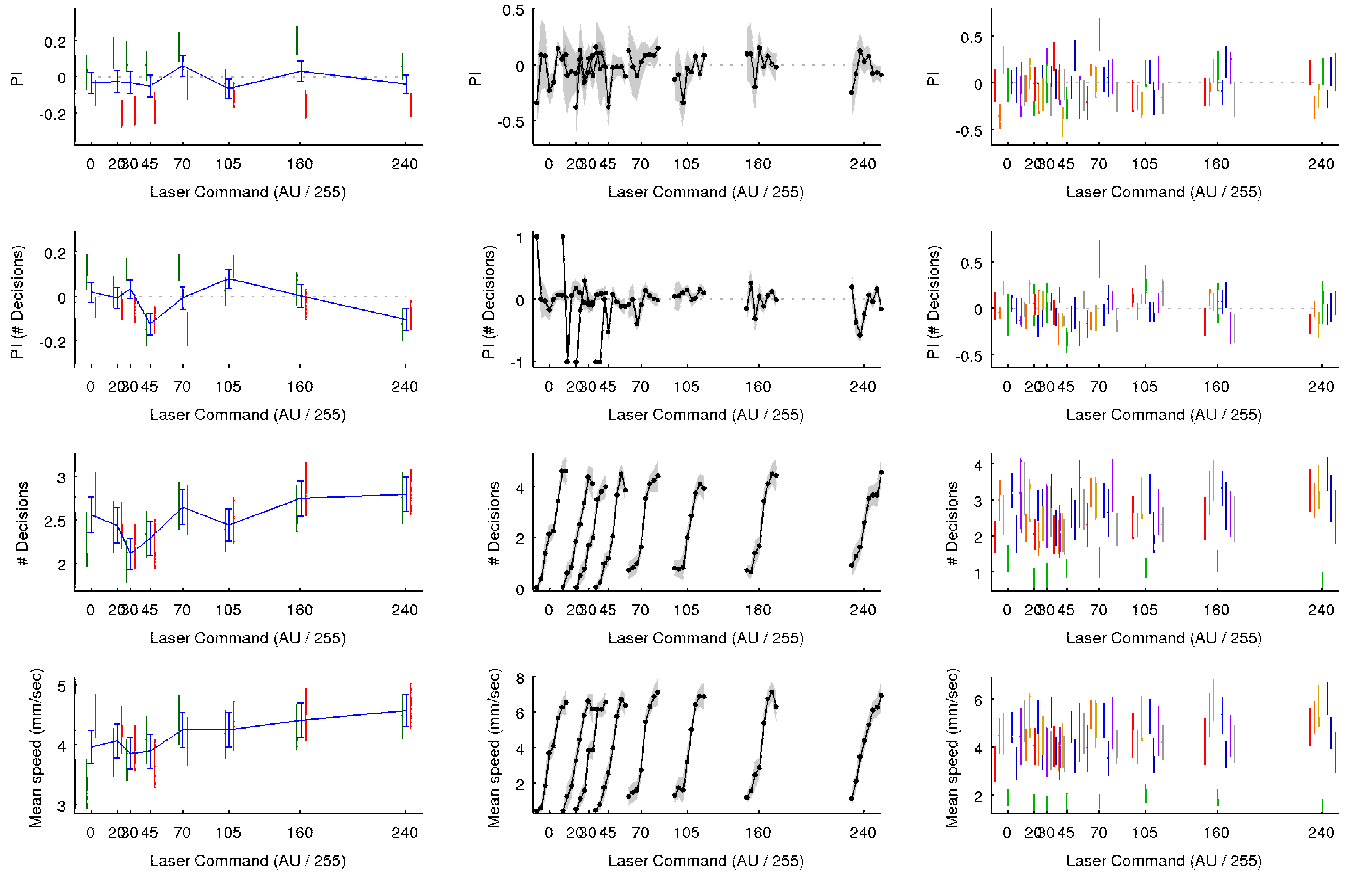 0.2
0
-0.2
PI
0 20 30 45 70 105 160 240
Laser Command (AU / 255)
0.5
0
-0.5
PI
0 20 30 45 70 105 160 240
Laser Command (AU / 255)
0.5
0
-0.5
PI
0 20 30 45 70 105 160 240
Laser Command (AU / 255)
0.2
0
-0.2
PI (# Decisions)
0 20 30 45 70 105 160 240
Laser Command (AU / 255)
1
0
-1
PI (# Decisions)
0 20 30 45 70 105 160 240
Laser Command (AU / 255)
0.5
0
-0.5
PI (# Decisions)
0 20 30 45 70 105 160 240
Laser Command (AU / 255)
3
2.5
2
# Decisions
0 20 30 45 70 105 160 240
Laser Command (AU / 255)
4
2
0
# Decisions
0 20 30 45 70 105 160 240
Laser Command (AU / 255)
4
3
2
1
# Decisions
0 20 30 45 70 105 160 240
Laser Command (AU / 255)
5
4
3
Mean speed (mm/sec)
0 20 30 45 70 105 160 240
Laser Command (AU / 255)
8
6
4
2
Mean speed (mm/sec)
0 20 30 45 70 105 160 240
Laser Command (AU / 255)
6
4
2
Mean speed (mm/sec)
0 20 30 45 70 105 160 240
Laser Command (AU / 255)